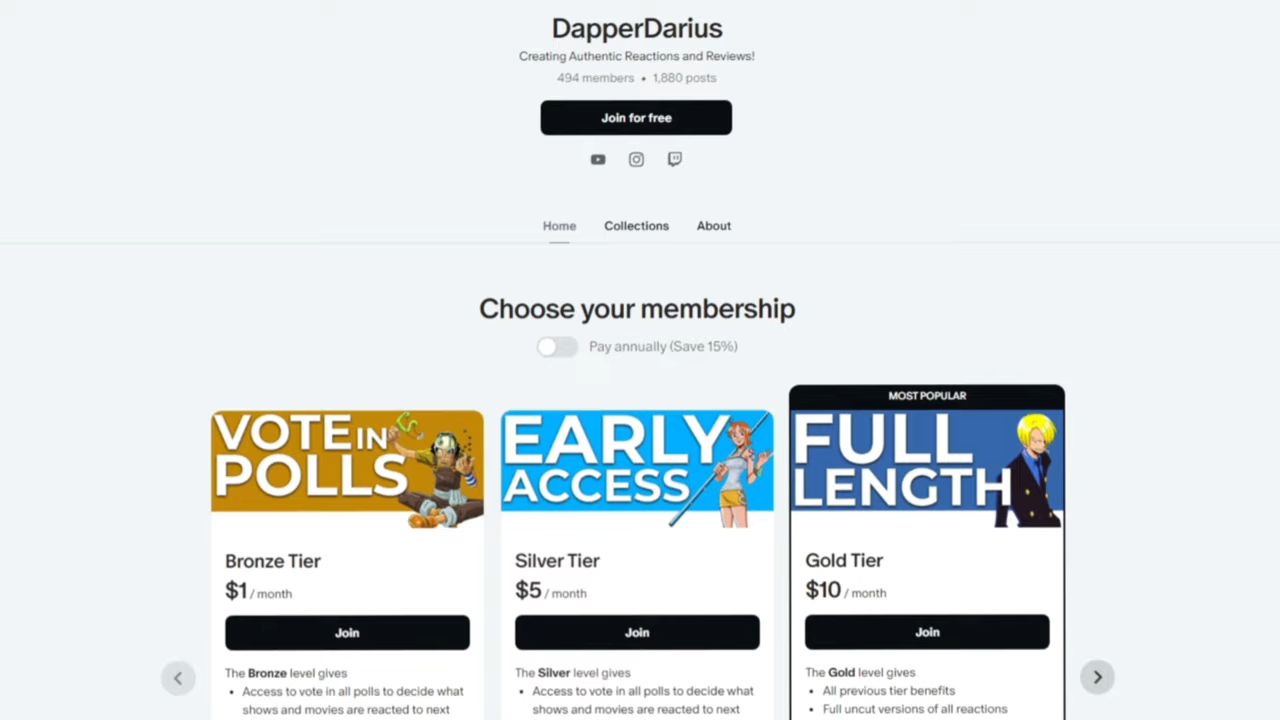 DapperDarius
Creating Authentic Reactions and Reviews!
494 members • 1,880 posts
Join for free
Home Collections About
Choose your membership
Pay annually (Save 15%)
VOTE IN
POLLS
Bronze Tier
$1 / month
Join
The Bronze level gives
• Access to vote in all polls to decide what
shows and movies are reacted to next
EARLY
ACCESS
Silver Tier
$5 / month
Join
The Silver level gives
• Access to vote in all polls to decide what
shows and movies are reacted to next
MOST POPULAR
FULL
LENGTH
Gold Tier
$10 / month
Join
The Gold level gives
• All previous tier benefits
• Full uncut versions of all reactions